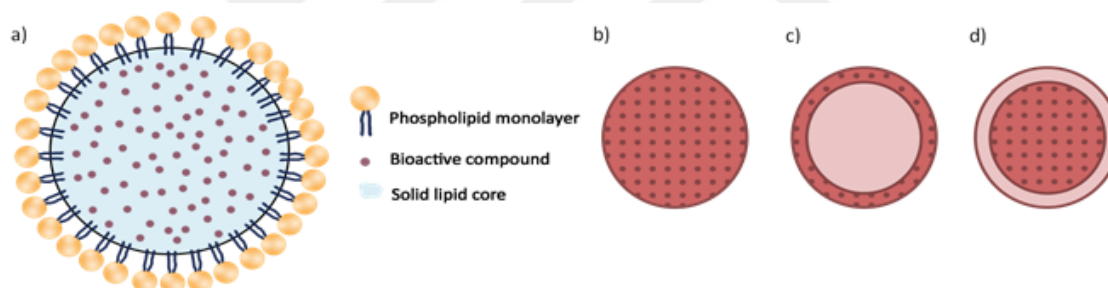 a)
b)
c)
d)
Phospholipid monolayer
Bioactive compound
Solid lipid core